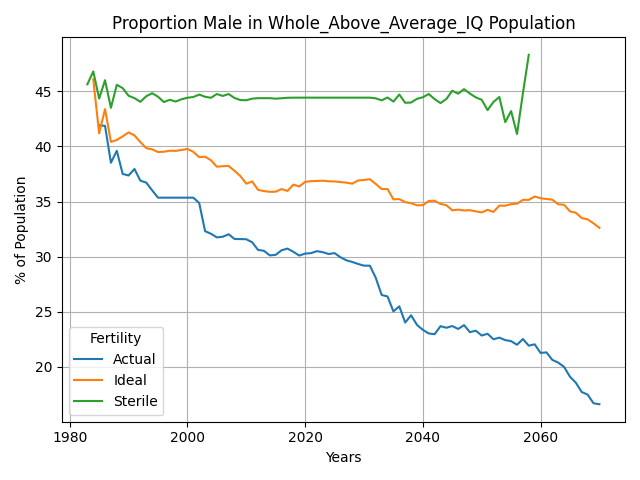 Proportion Male in Whole_Above_Average_IQ Population
% of Population
45
40
35
30
25
20
Fertility
Actual
Ideal
Sterile
1980
2000
2020
2040
2060
Years